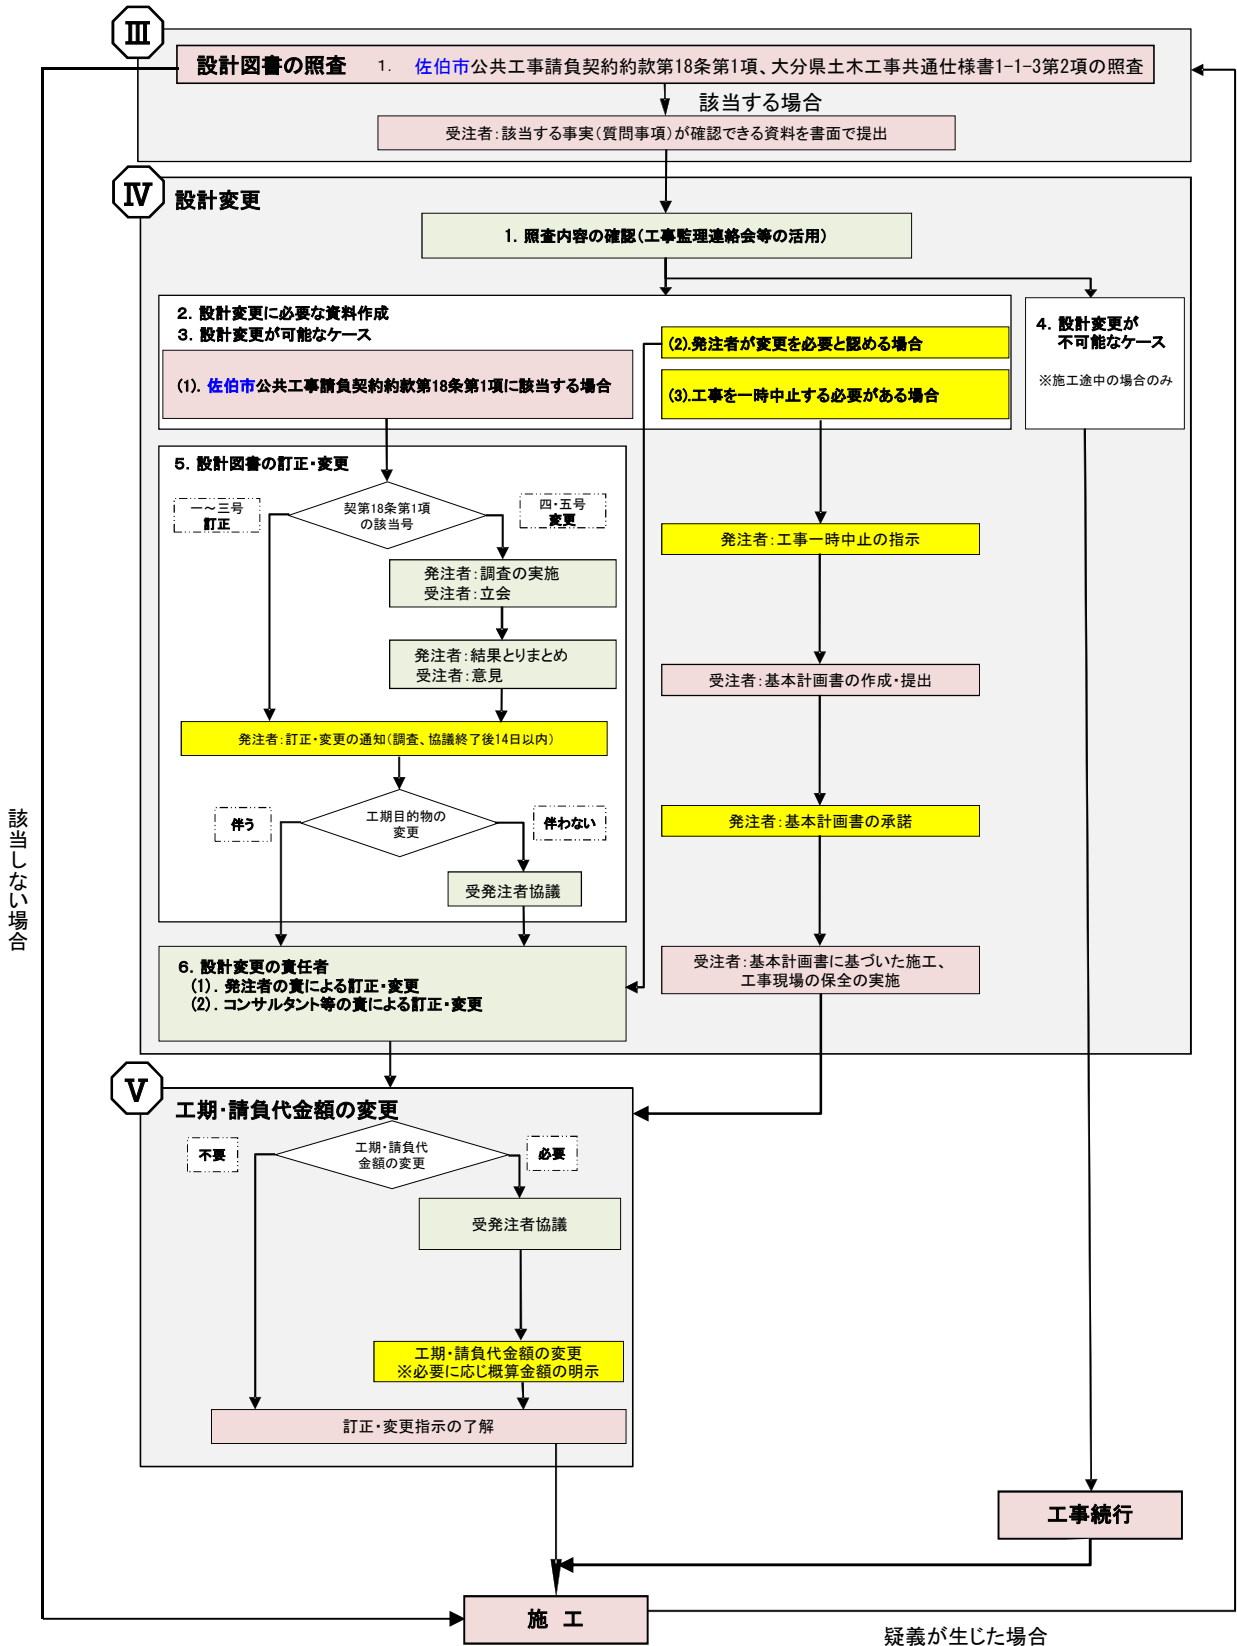 Ⅲ
設計図書の照査 1. 佐伯市公共工事請負契約約款第18条第1項、大分県土木工事共通仕様書1-1-3第2項の照査
該当する場合
受注者：該当する事実（質問事項）が確認できる資料を書面で提出
Ⅳ
設計変更
1. 照査内容の確認（工事監理連絡会等の活用）
2. 設計変更に必要な資料作成
3. 設計変更が可能なケース
(1). 佐伯市公共工事請負契約約款第18条第1項に該当する場合
(2).発注者が変更を必要と認める場合
(3).工事を一時中止する必要がある場合
4. 設計変更が
不可能なケース
※施工途中の場合のみ
5. 設計図書の訂正・変更
一～三号
訂正
契第18条第1項
の該当号
四・五号
変更
発注者：調査の実施
受注者：立会
発注者：結果とりまとめ
受注者：意見
発注者：訂正・変更の通知（調査、協議終了後14日以内）
伴う
工期目的物の
変更
伴わない
受発注者協議
発注者：工事一時中止の指示
受注者：基本計画書の作成・提出
発注者：基本計画書の承諾
受注者：基本計画書に基づいた施工、
工事現場の保全の実施
6. 設計変更の責任者
(1). 発注者の責による訂正・変更
(2). コンサルタント等の責による訂正・変更
該当しない場合
Ⅴ
工期・請負代金額の変更
不要
工期・請負代
金額の変更
必要
受発注者協議
工期・請負代金額の変更
※必要に応じ概算金額の明示
訂正・変更指示の了解
工事続行
施 工
疑義が生じた場合